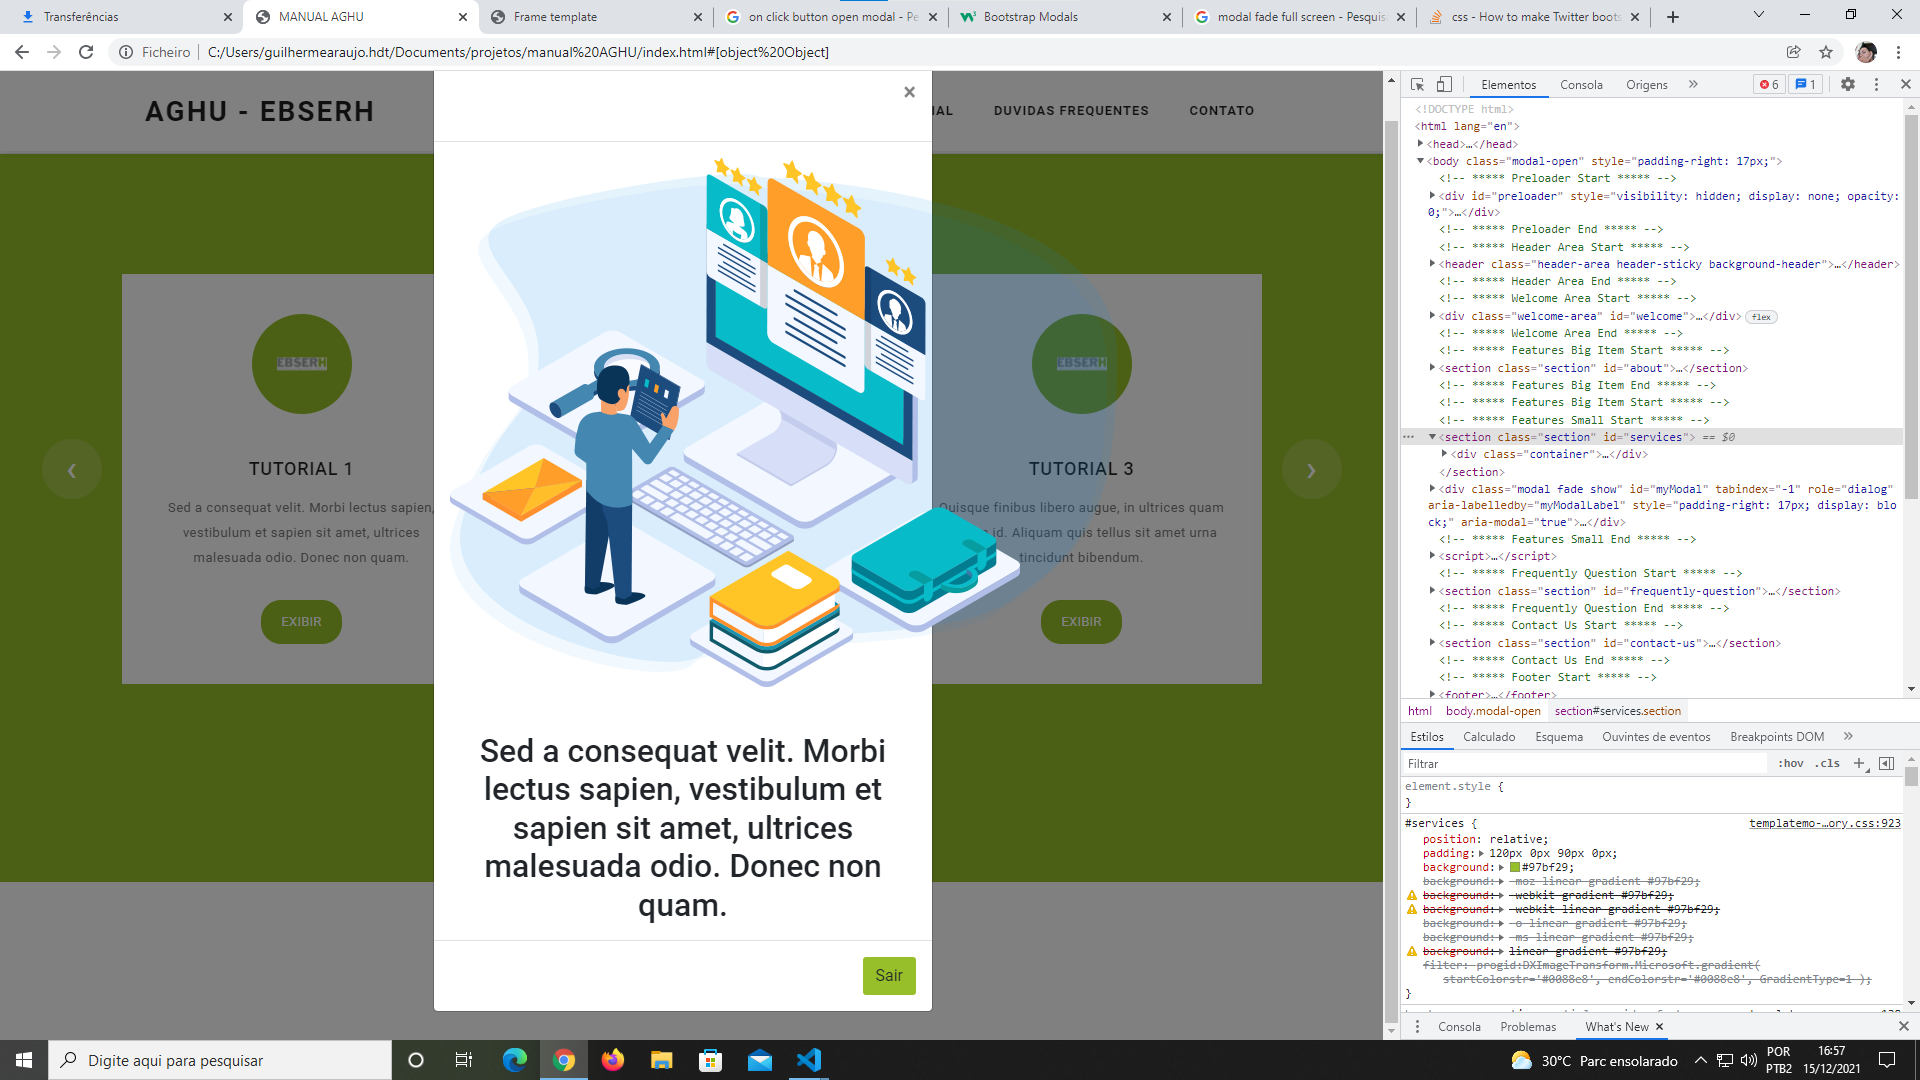 Transferências
MANUAL AGHU
Frame template
on click button open modal - Pe
Bootstrap Modals
modal fade full screen - Pesquis
css - How to make Twitter boots
Ficheiro
C:/Users/guilhermearaujo.hdt/Documents/projetos/manual%20AGHU/index.html#[object%20Object]
AGHU - EBSERH
IAL
DUVIDAS FREQUENTES
CONTATO
×
EBSERH
TUTORIAL 1
Sed a consequat velit. Morbi lectus sapien,
vestibulum et sapien sit amet, ultrices
malesuada odio. Donec non quam.
EXIBIR
EBSERH
TUTORIAL 3
Quisque finibus libero augue, in ultrices quam
id. Aliquam quis tellus sit amet urna
tincidunt bibendum.
EXIBIR
Sed a consequat velit. Morbi
lectus sapien, vestibulum et
sapien sit amet, ultrices
malesuada odio. Donec non
quam.
Sair
Elementos
Consola
Origens
6
1
<!DOCTYPE html>
<html lang="en">
<head>…</head>
<body class="modal-open" style="padding-right: 17px;">
<!-- ***** Preloader Start ***** -->
<div id="preloader" style="visibility: hidden; display: none; opacity:
0;">…</div>
<!-- ***** Preloader End ***** -->
<!-- ***** Header Area Start ***** -->
<header class="header-area header-sticky background-header">…</header>
<!-- ***** Header Area End ***** -->
<!-- ***** Welcome Area Start ***** -->
<div class="welcome-area" id="welcome">…</div> flex
<!-- ***** Welcome Area End ***** -->
<!-- ***** Features Big Item Start ***** -->
<section class="section" id="about">…</section>
<!-- ***** Features Big Item End ***** -->
<!-- ***** Features Big Item Start ***** -->
<!-- ***** Features Small Start ***** -->
<section class="section" id="services"> == $0
<div class="container">…</div>
</section>
<div class="modal fade show" id="myModal" tabindex="-1" role="dialog"
aria-labelledby="myModalLabel" style="padding-right: 17px; display: blo
ck;" aria-modal="true">…</div>
<!-- ***** Features Small End ***** -->
<script>…</script>
<!-- ***** Frequently Question Start ***** -->
<section class="section" id="frequently-question">…</section>
<!-- ***** Frequently Question End ***** -->
<!-- ***** Contact Us Start ***** -->
<section class="section" id="contact-us">…</section>
<!-- ***** Contact Us End ***** -->
<!-- ***** Footer Start ***** -->
<footer>…</footer>
html body.modal-open section#services.section
Estilos
Calculado
Esquema
Ouvintes de eventos
Breakpoints DOM
Filtrar
:hov .cls
element.style {
}
#services {
templatemo-…ory.css:923
position: relative;
padding: 120px 0px 90px 0px;
background: #97bf29;
background: -moz-linear-gradient #97bf29;
background: -webkit-gradient #97bf29;
background: -webkit-linear-gradient #97bf29;
background: -o-linear-gradient #97bf29;
background: -ms-linear-gradient #97bf29;
background: linear-gradient #97bf29;
filter: progid:DXImageTransform.Microsoft.gradient(
startColorstr='#0088e8', endColorstr='#0088e8', GradientType=1 );
}
Consola
Problemas
What's New
Digite aqui para pesquisar
30°C Parc ensolarado
POR
PTB2
16:57
15/12/2021